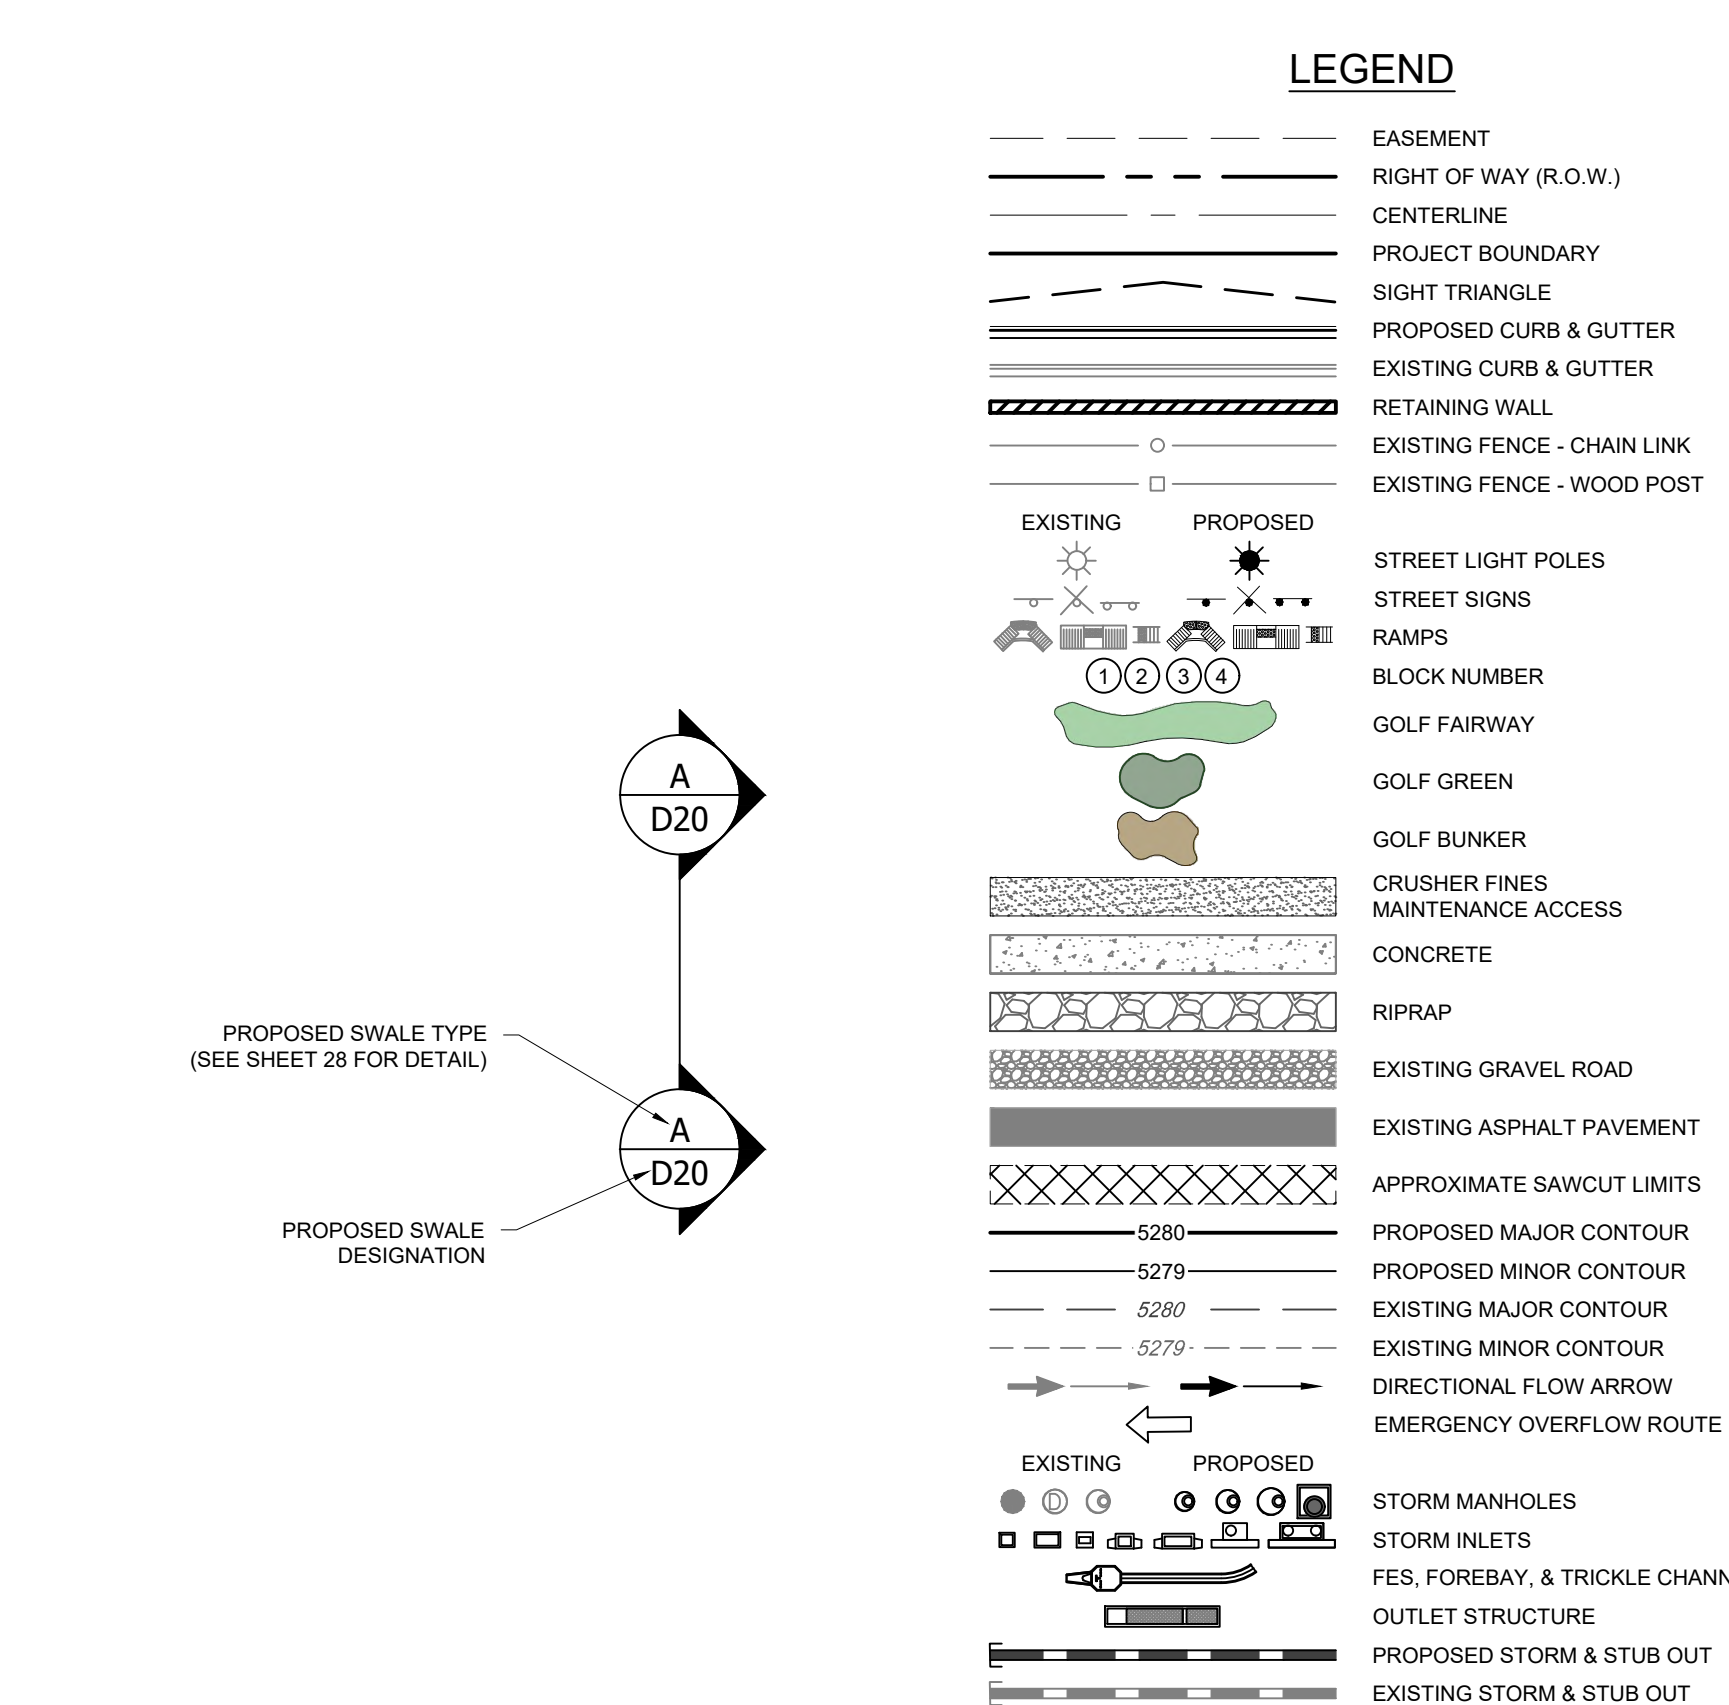 LEGEND
EASEMENT
RIGHT OF WAY (R.O.W.)
CENTERLINE
PROJECT BOUNDARY
SIGHT TRIANGLE
PROPOSED CURB & GUTTER
EXISTING CURB & GUTTER
RETAINING WALL
EXISTING FENCE - CHAIN LINK
EXISTING FENCE - WOOD POST
EXISTING PROPOSED
STREET LIGHT POLES
STREET SIGNS
RAMPS
1 2 3 4 BLOCK NUMBER
GOLF FAIRWAY
GOLF GREEN
GOLF BUNKER
CRUSHER FINES
MAINTENANCE ACCESS
CONCRETE
RIPRAP
EXISTING GRAVEL ROAD
EXISTING ASPHALT PAVEMENT
APPROXIMATE SAWCUT LIMITS
5280 PROPOSED MAJOR CONTOUR
5279 PROPOSED MINOR CONTOUR
5280 EXISTING MAJOR CONTOUR
5279 EXISTING MINOR CONTOUR
DIRECTIONAL FLOW ARROW
EMERGENCY OVERFLOW ROUTE
EXISTING PROPOSED
D STORM MANHOLES
STORM INLETS
FES, FOREBAY, & TRICKLE CHANN
OUTLET STRUCTURE
PROPOSED STORM & STUB OUT
EXISTING STORM & STUB OUT
A
D20
PROPOSED SWALE TYPE
(SEE SHEET 28 FOR DETAIL)
A
D20
PROPOSED SWALE
DESIGNATION